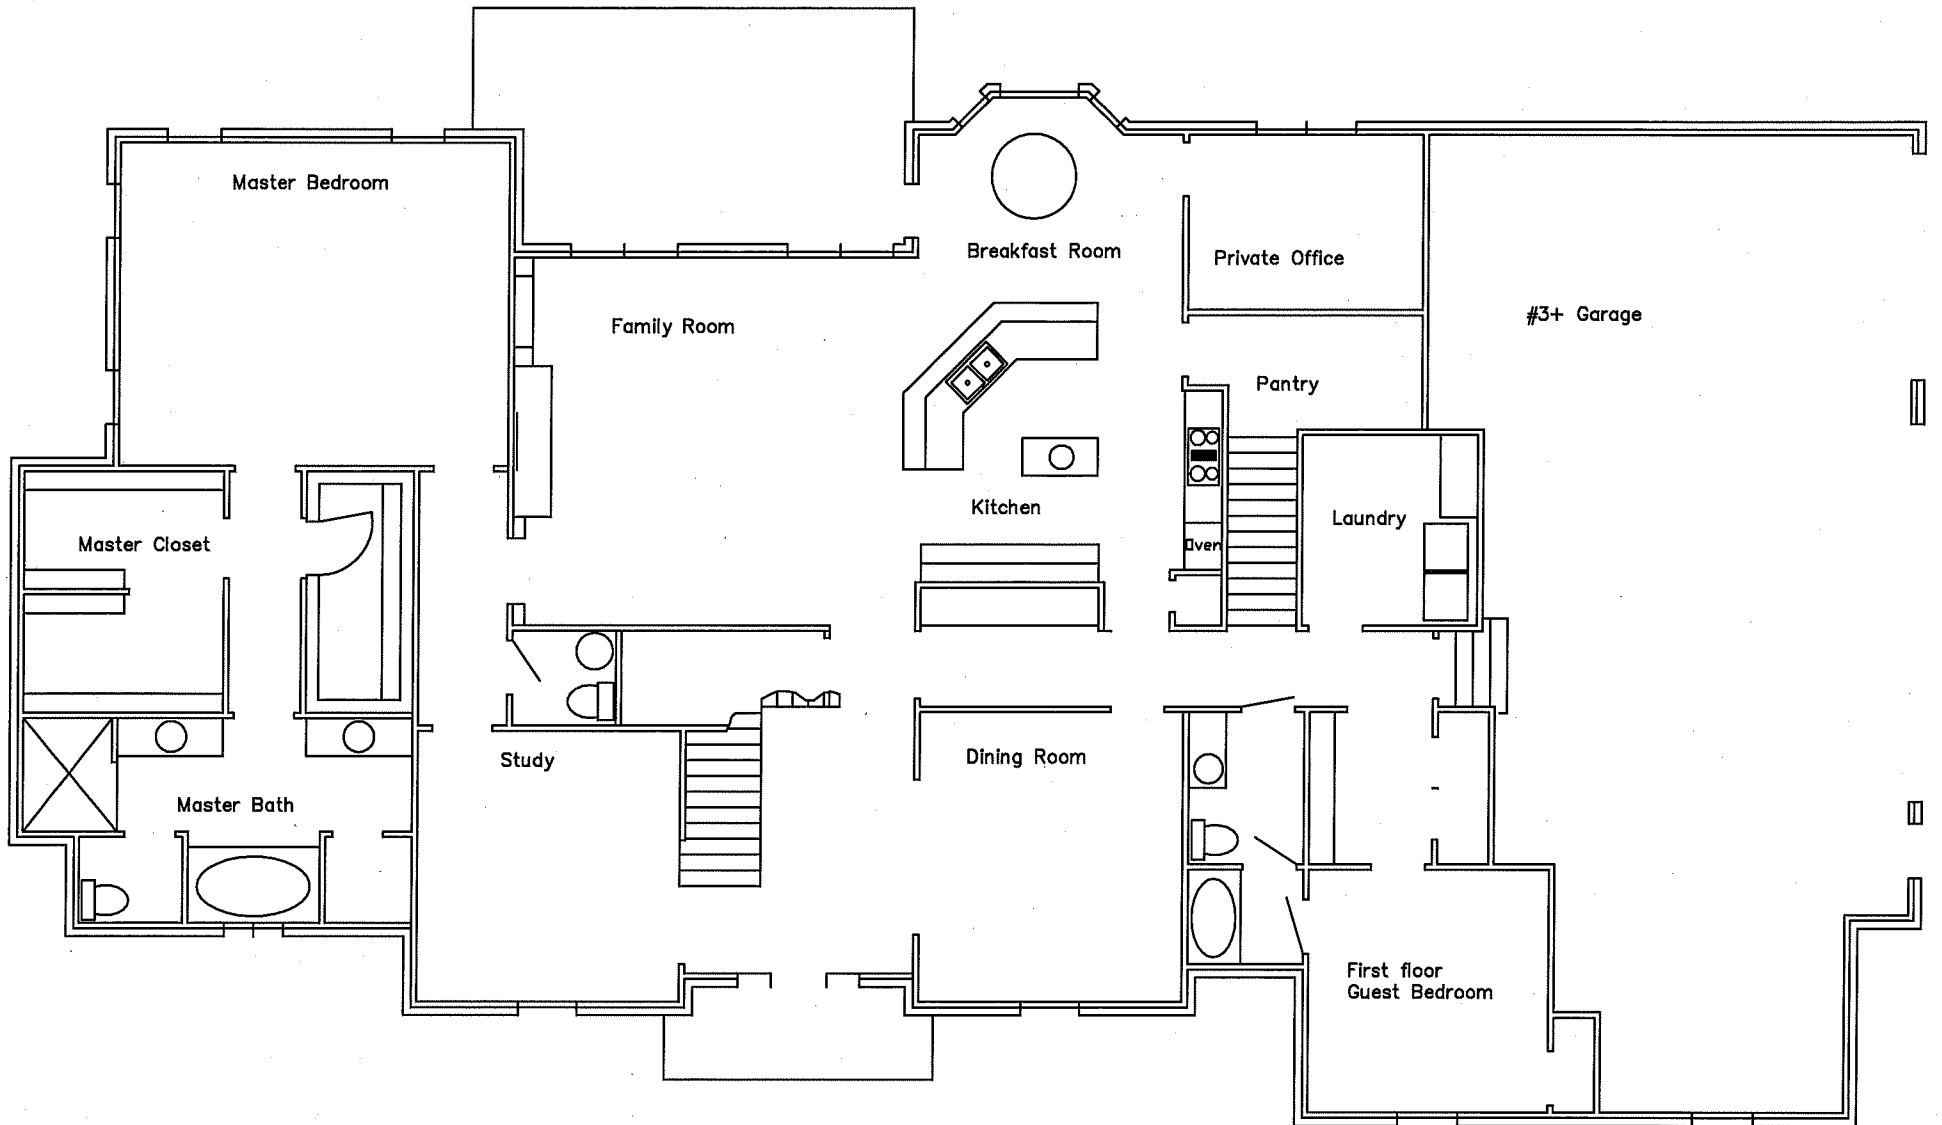 Master Bedroom
Breakfast Room
Private Office
#3+ Garage
Family Room
Pantry
Kitchen
Laundry
Oven
Master Closet
Study
Dining Room
Master Bath
First floor
Guest Bedroom